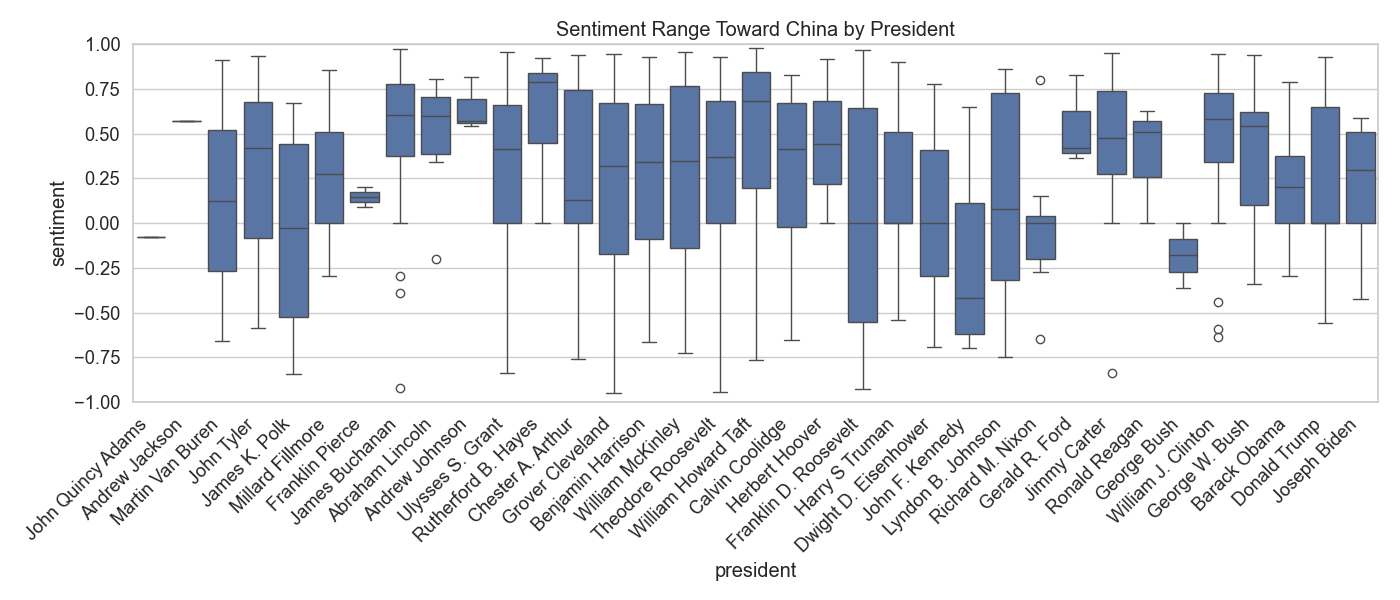 Sentiment Range Toward China by President
sentiment
1.00
0.75
0.50
0.25
0.00
−0.25
−0.50
−0.75
−1.00
John Quincy Adams
Andrew Jackson
Martin Van Buren
John Tyler
James K. Polk
Millard Fillmore
Franklin Pierce
James Buchanan
Abraham Lincoln
Andrew Johnson
Ulysses S. Grant
Rutherford B. Hayes
Chester A. Arthur
Grover Cleveland
Benjamin Harrison
William McKinley
Theodore Roosevelt
William Howard Taft
Calvin Coolidge
Herbert Hoover
Franklin D. Roosevelt
Harry S Truman
Dwight D. Eisenhower
John F. Kennedy
Lyndon B. Johnson
Richard M. Nixon
Gerald R. Ford
Jimmy Carter
Ronald Reagan
George Bush
William J. Clinton
George W. Bush
Barack Obama
Donald Trump
Joseph Biden
president